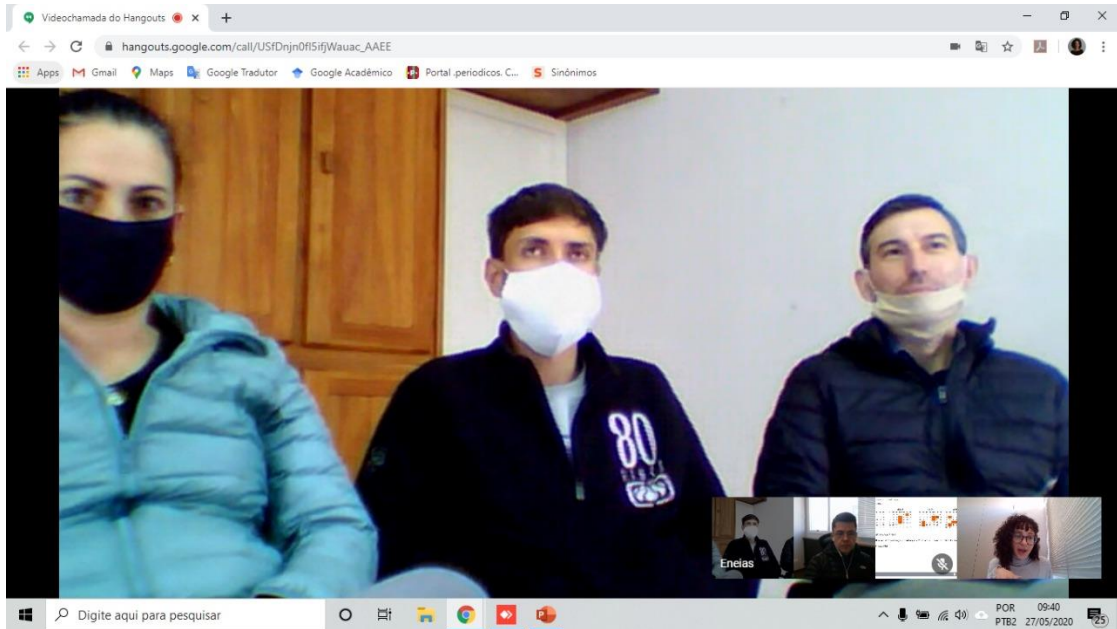 Videochamada do Hangouts
hangouts.google.com/call/USfDnjn0fl5ifjWauac_AAEE
Apps Gmail Maps Google Tradutor Google Acadêmico Portal .periodicos. C... Sinônimos
80
Eneias
Digite aqui para pesquisar
POR 09:40
PTB2 27/05/2020 25